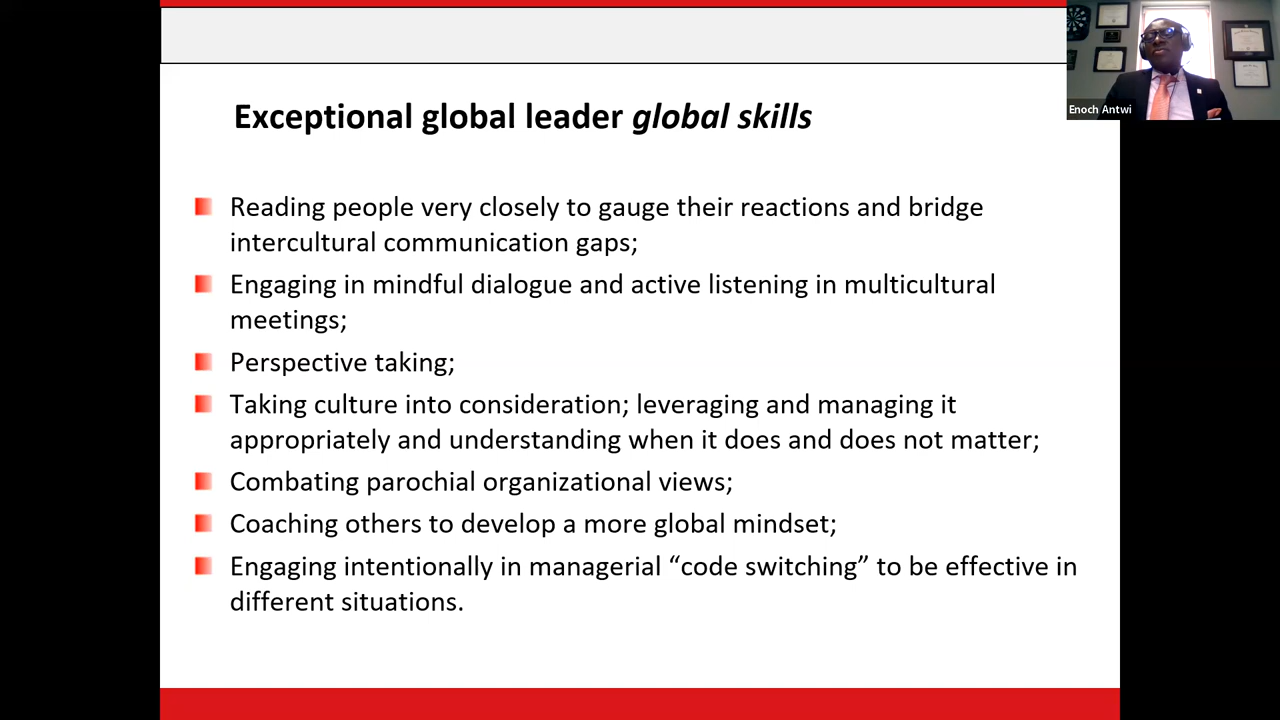 Enoch Antwi
Exceptional global leader global skills
Reading people very closely to gauge their reactions and bridge
intercultural communication gaps;
Engaging in mindful dialogue and active listening in multicultural
meetings;
Perspective taking;
Taking culture into consideration; leveraging and managing it
appropriately and understanding when it does and does not matter;
Combating parochial organizational views;
Coaching others to develop a more global mindset;
Engaging intentionally in managerial “code switching” to be effective in
different situations.